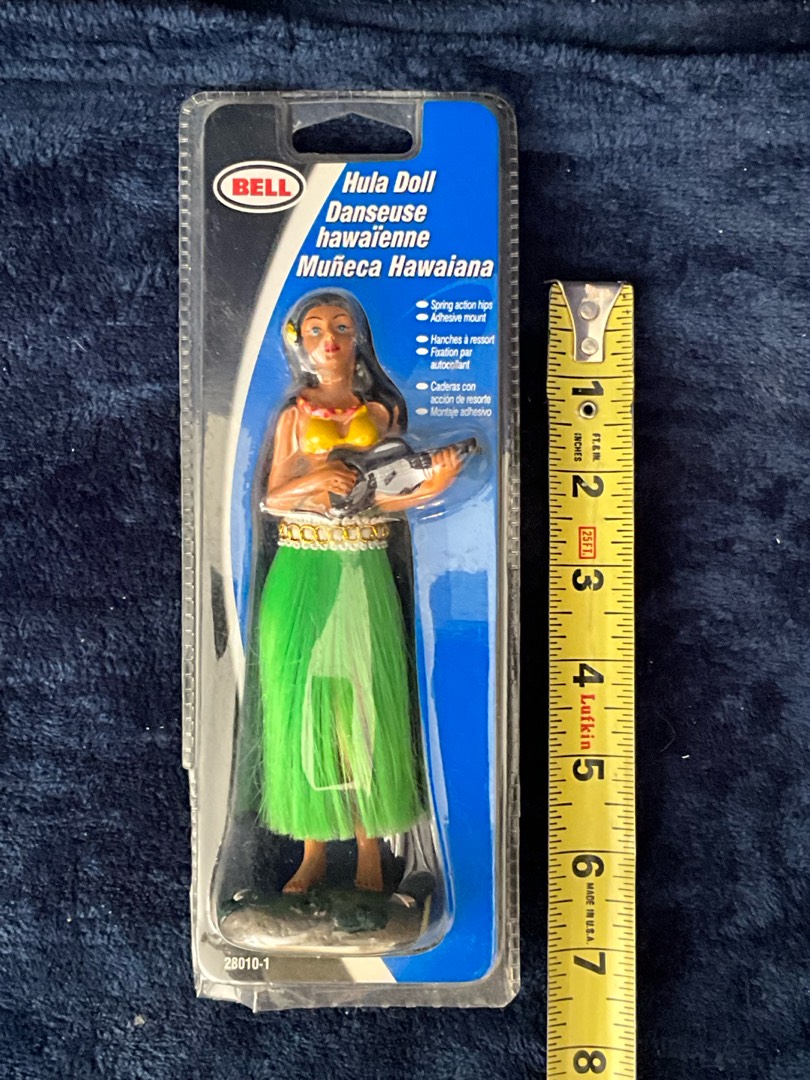 BELL
Hula Doll
Danseuse
hawaïenne
Muñeca Hawaiana
Spring action hips
Adhesive mount
Hanches à ressort
Fixation par
autocollant
Caderas con
acción de resorte
Montaje adhesivo
28010-1
1
FT. & IN.
INCHES
2
25 FT.
3
4
Lufkin
5
6
MADE IN U.S.A.
7
8